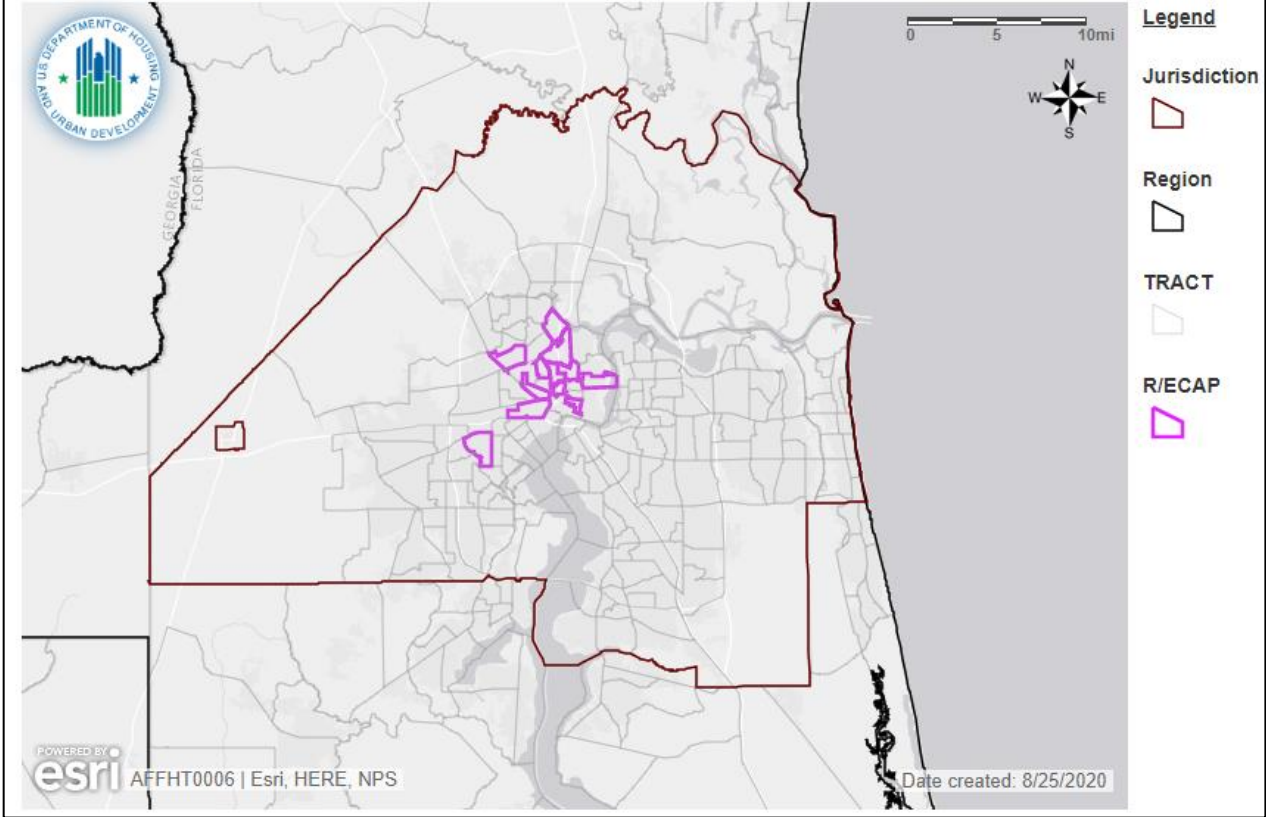 U.S. DEPARTMENT OF HOUSING
AND URBAN DEVELOPMENT
0 5 10mi
N
W E
S
GEORGIA
FLORIDA
Legend
Jurisdiction
Region
TRACT
R/ECAP
POWERED BY
esri
AFFHT0006 | Esri, HERE, NPS
Date created: 8/25/2020